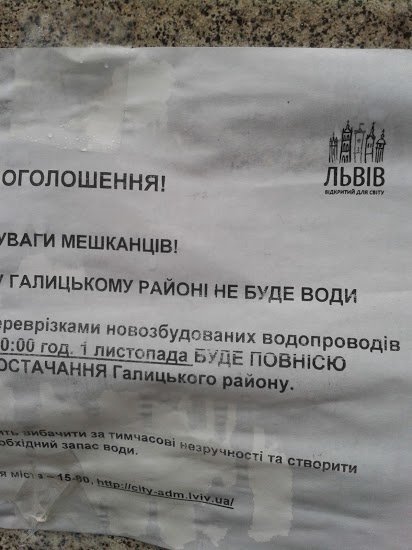 ЛЬВІВ
ВІДКРИТИЙ ДЛЯ СВІТУ
ОГОЛОШЕННЯ!
УВАГИ МЕШКАНЦІВ!
У ГАЛИЦЬКОМУ РАЙОНІ НЕ БУДЕ ВОДИ
ереврізками новозбудованих водопроводів
0:00 год. 1 листопада БУДЕ ПОВНІСЮ
ОСТАЧАННЯ Галицького району.
ить вибачити за тимчасові незручності та створити
обхідний запас води.
я міста – 15-80, http://city-adm.lviv.ua/